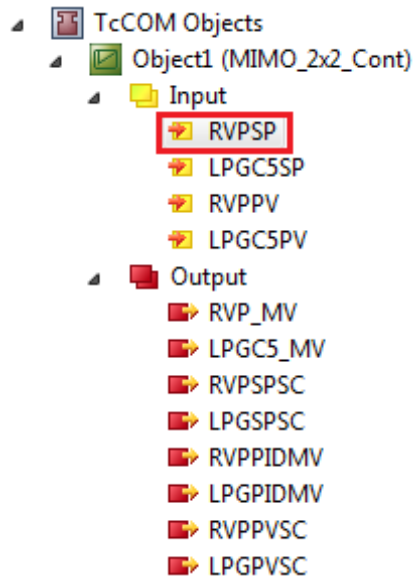 TcCOM Objects
Object1 (MIMO_2x2_Cont)
Input
RVPSP
LPGC5SP
RVPPV
LPGC5PV
Output
RVP_MV
LPGC5_MV
RVPSPSC
LPGSPSC
RVPPIDMV
LPGPIDMV
RVPPVSC
LPGPVSC